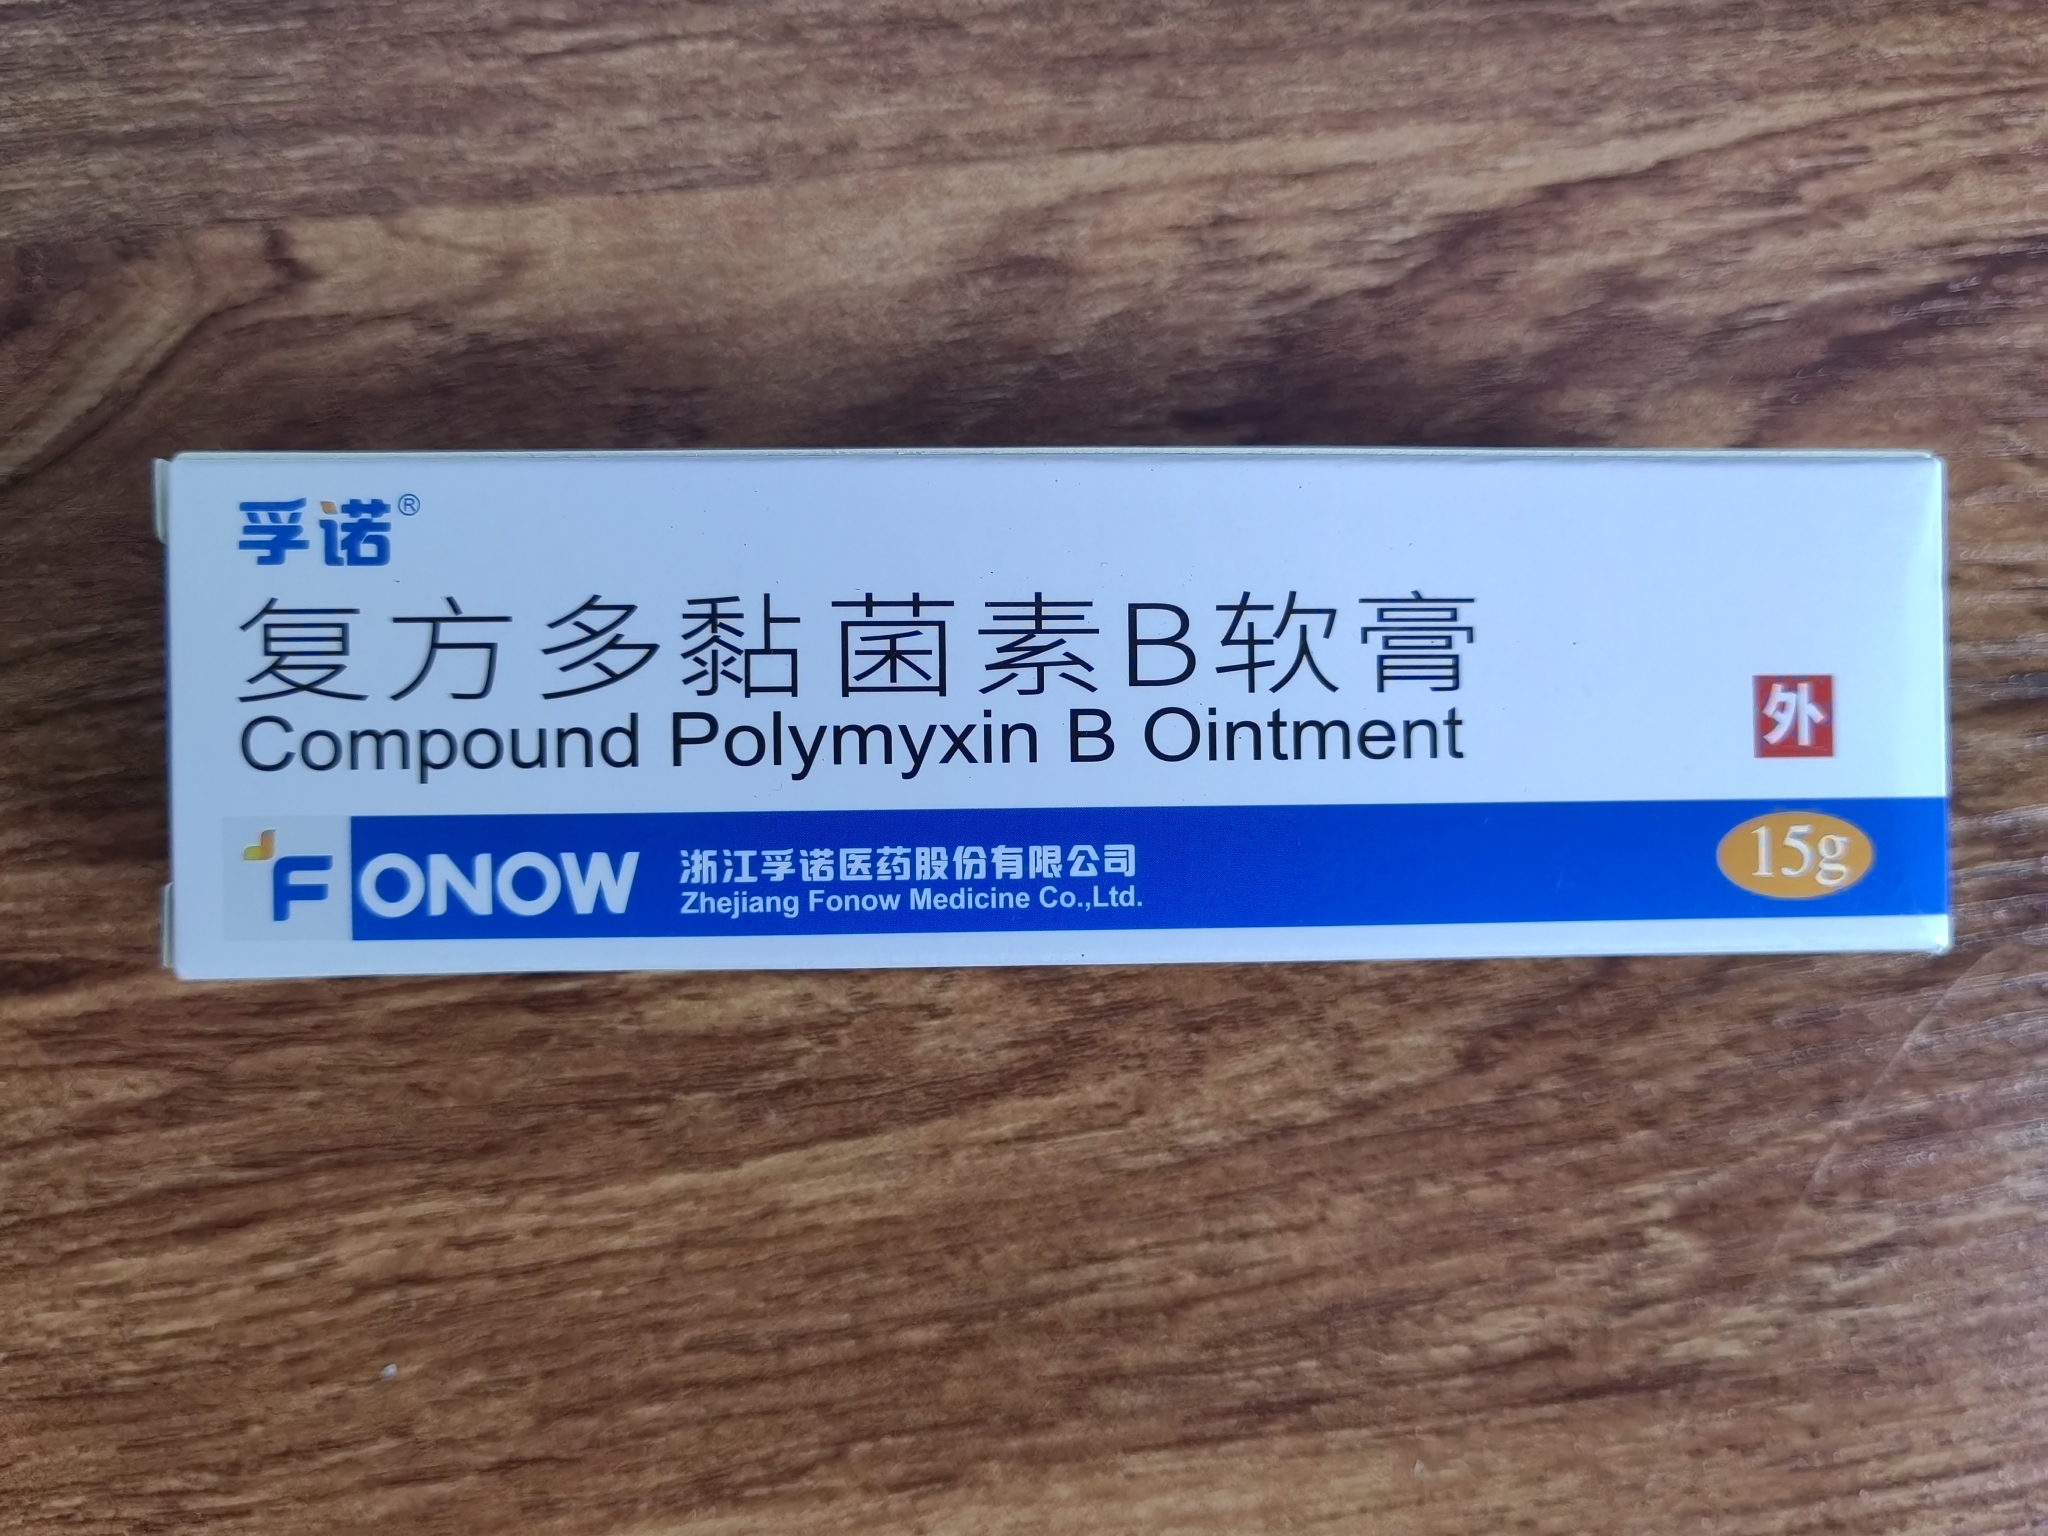 孚诺®
复方多黏菌素B软膏
Compound Polymyxin B Ointment
外
FONOW
浙江孚诺医药股份有限公司
Zhejiang Fonow Medicine Co.,Ltd.
15g